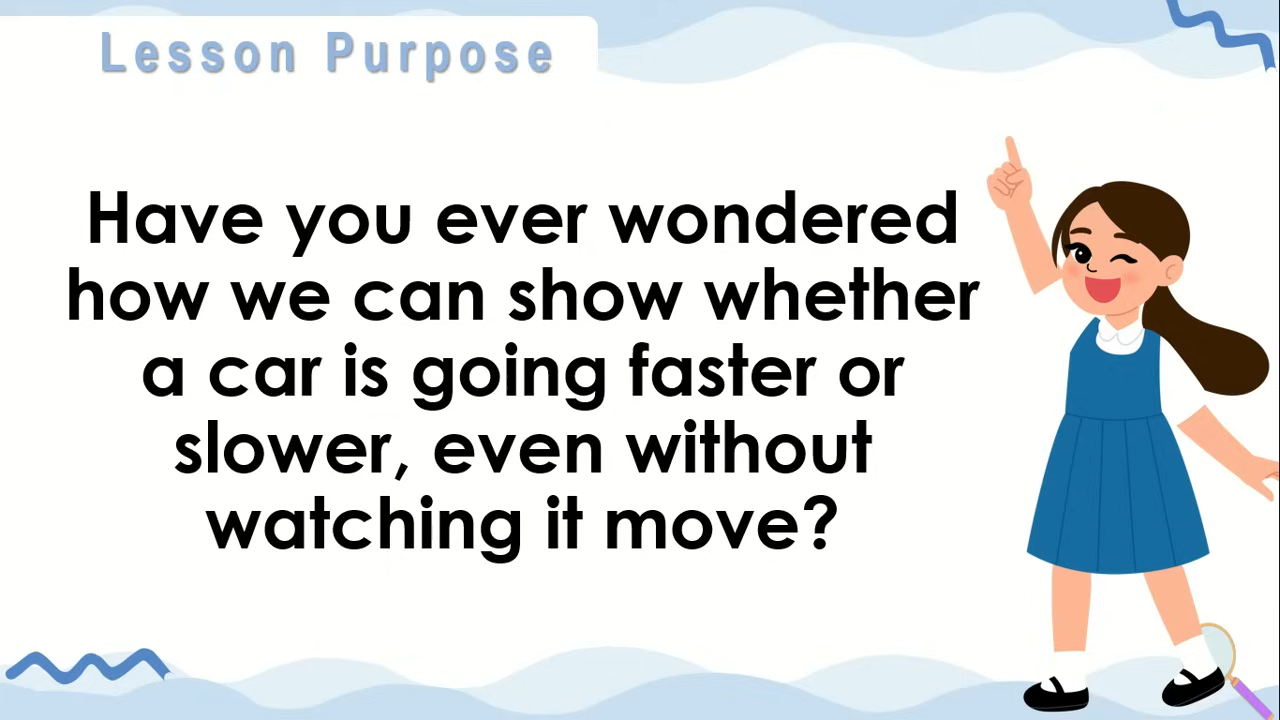 Lesson Purpose
Have you ever wondered
how we can show whether
a car is going faster or
slower, even without
watching it move?